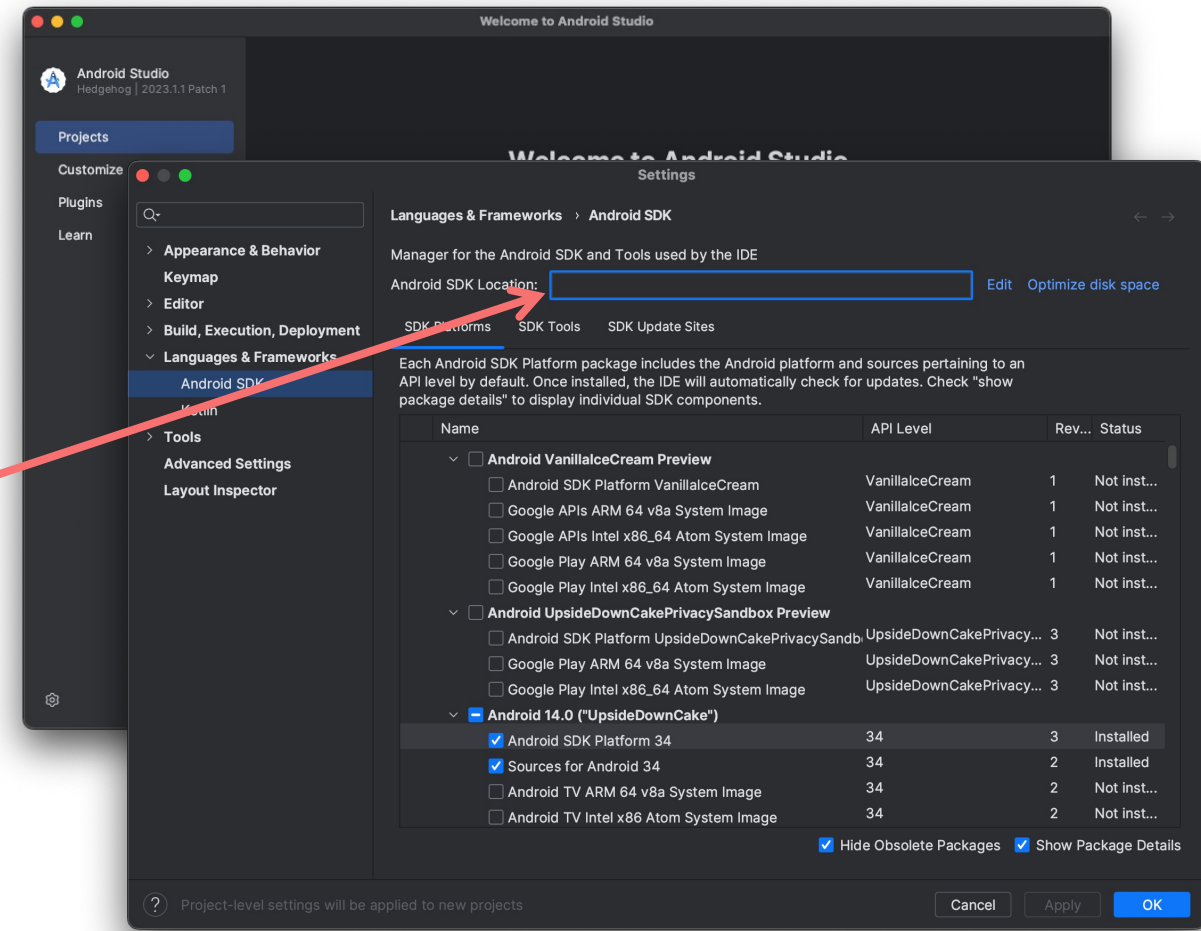 Welcome to Android Studio
Android Studio
Hedgehog | 2023.1.1 Patch 1
Projects
Customize
Plugins
Learn
Welcome to Android Studio
Settings
Appearance & Behavior
Keymap
Editor
Build, Execution, Deployment
Languages & Frameworks
Android SDK
Kotlin
Tools
Advanced Settings
Layout Inspector
Languages & Frameworks › Android SDK
Manager for the Android SDK and Tools used by the IDE
Android SDK Location: Edit Optimize disk space
SDK Platforms SDK Tools SDK Update Sites
Each Android SDK Platform package includes the Android platform and sources pertaining to an
API level by default. Once installed, the IDE will automatically check for updates. Check "show
package details" to display individual SDK components.
Name API Level Rev... Status
Android VanillaIceCream Preview
Android SDK Platform VanillaIceCream VanillaIceCream 1 Not inst...
Google APIs ARM 64 v8a System Image VanillaIceCream 1 Not inst...
Google APIs Intel x86_64 Atom System Image VanillaIceCream 1 Not inst...
Google Play ARM 64 v8a System Image VanillaIceCream 1 Not inst...
Google Play Intel x86_64 Atom System Image VanillaIceCream 1 Not inst...
Android UpsideDownCakePrivacySandbox Preview
Android SDK Platform UpsideDownCakePrivacySandb UpsideDownCakePrivacy... 3 Not inst...
Google Play ARM 64 v8a System Image UpsideDownCakePrivacy... 3 Not inst...
Google Play Intel x86_64 Atom System Image UpsideDownCakePrivacy... 3 Not inst...
Android 14.0 ("UpsideDownCake")
Android SDK Platform 34 34 3 Installed
Sources for Android 34 34 2 Installed
Android TV ARM 64 v8a System Image 34 2 Not inst...
Android TV Intel x86 Atom System Image 34 2 Not inst...
Hide Obsolete Packages Show Package Details
? Project-level settings will be applied to new projects
Cancel Apply OK